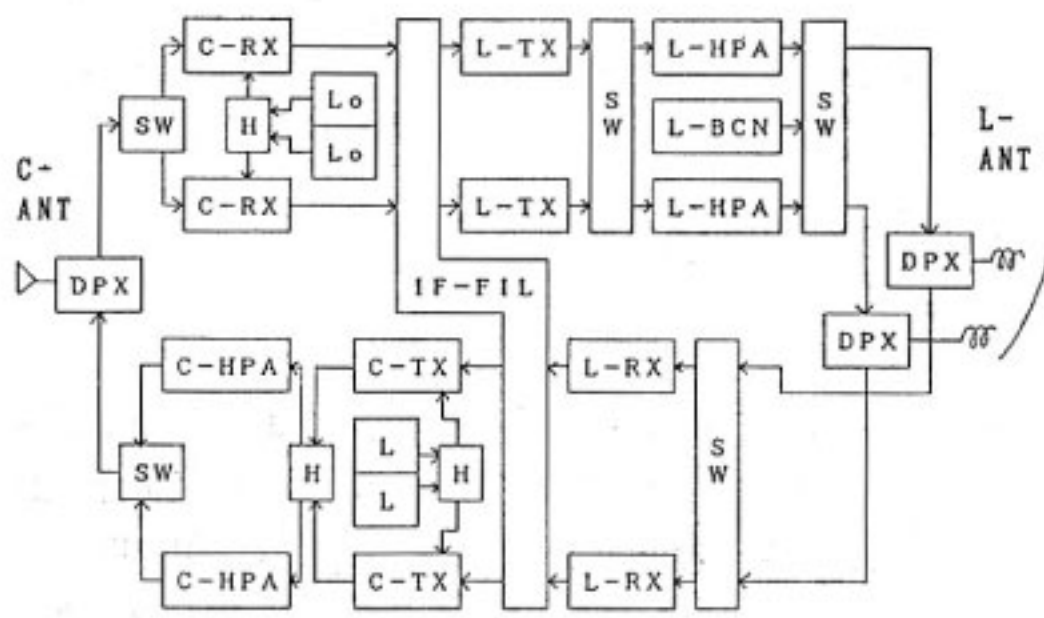 C-RX
L-TX
L-HPA
Lo
SW
H
SW
L-BCN
SW
L-
ANT
Lo
C-
ANT
C-RX
L-TX
L-HPA
DPX
DPX
IF-FIL
DPX
C-HPA
C-TX
L-RX
L
SW
H
H
SW
L
C-HPA
C-TX
L-RX